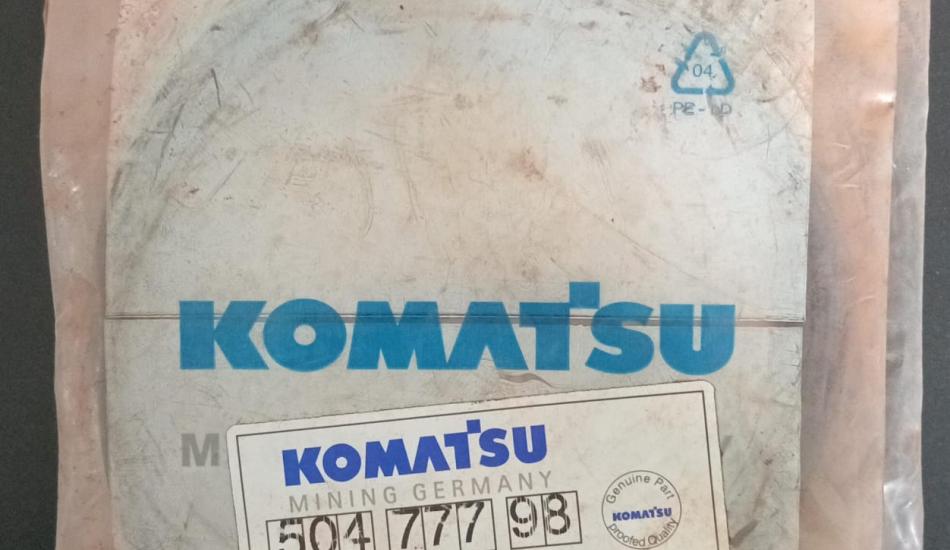 04
PE-LD
KOMATSU
KOMATSU
MINING GERMANY
504 777 98
Genuine Part
KOMATSU
proofed Quality